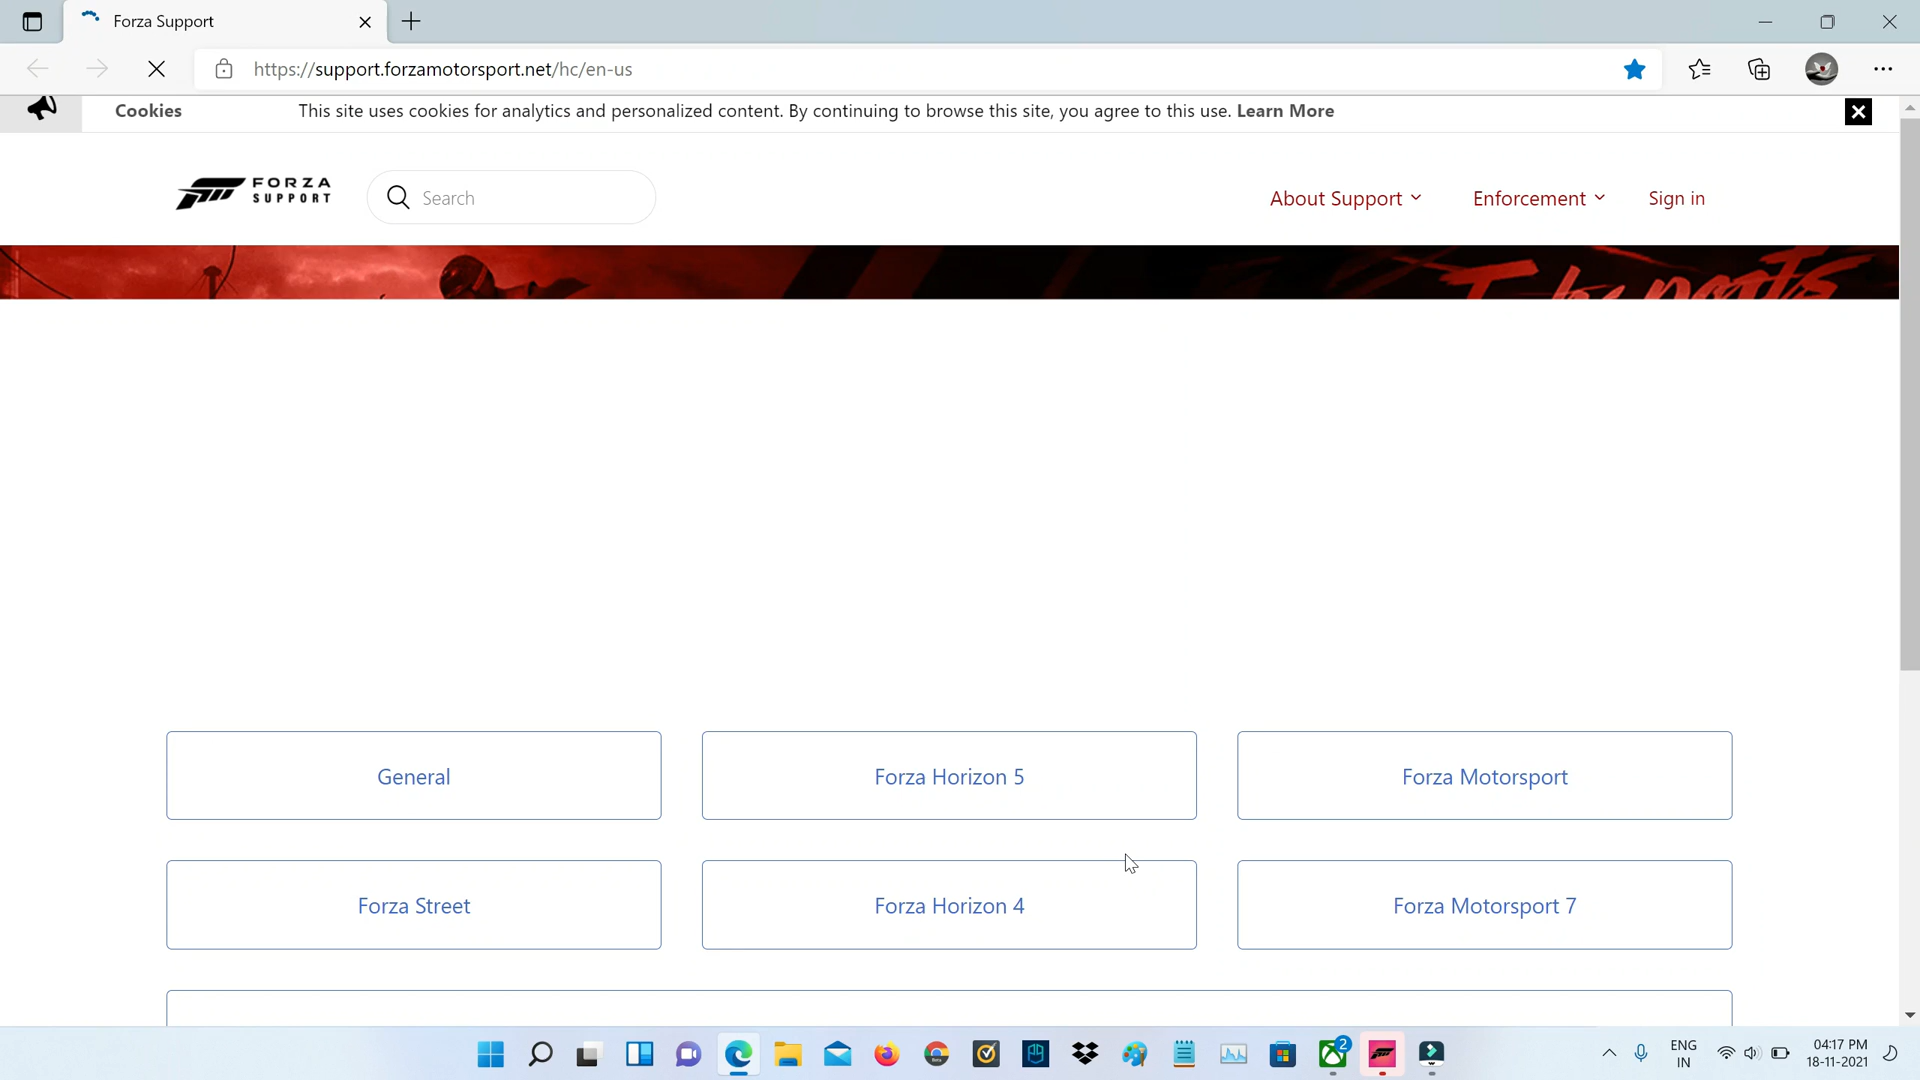 Forza Support
https://support.forzamotorsport.net/hc/en-us
Cookies
This site uses cookies for analytics and personalized content. By continuing to browse this site, you agree to this use. Learn More
FORZA
SUPPORT
Search
About Support
Enforcement
Sign in
General
Forza Horizon 5
Forza Motorsport
Forza Street
Forza Horizon 4
Forza Motorsport 7
2
ENG
IN
04:17 PM
18-11-2021